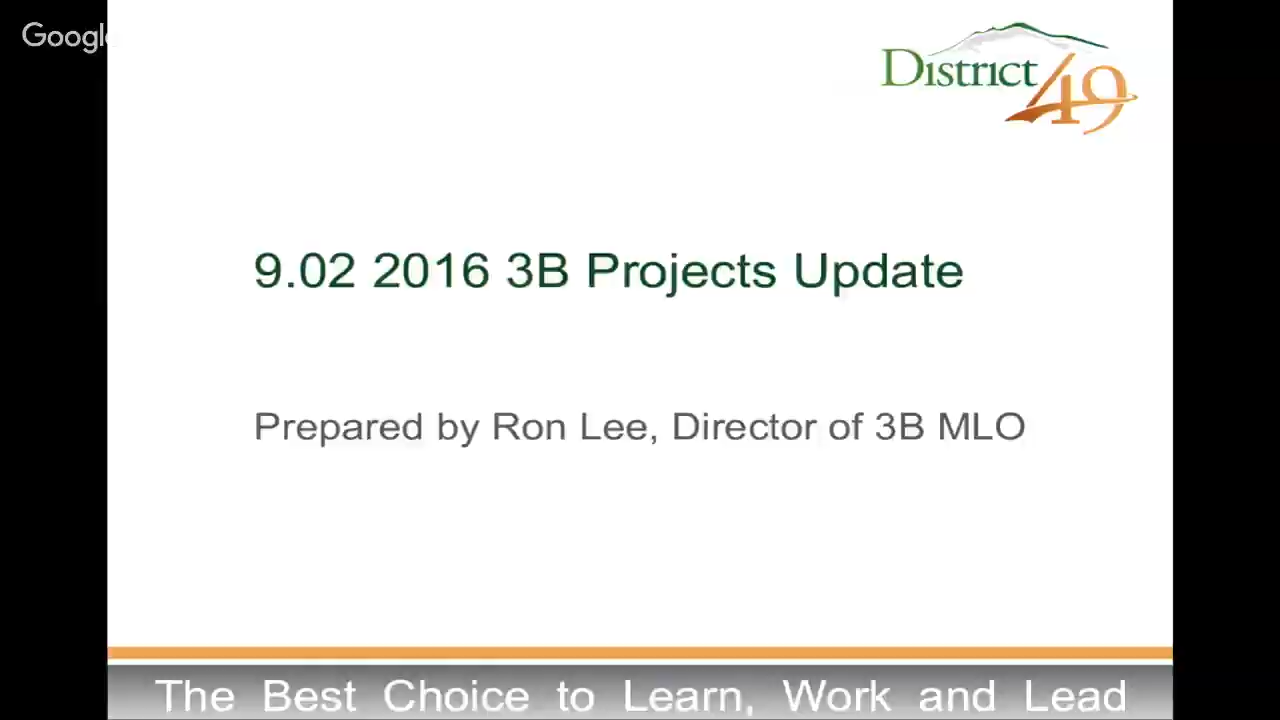 Google
District 49
9.02 2016 3B Projects Update
Prepared by Ron Lee, Director of 3B MLO
The Best Choice to Learn, Work and Lead